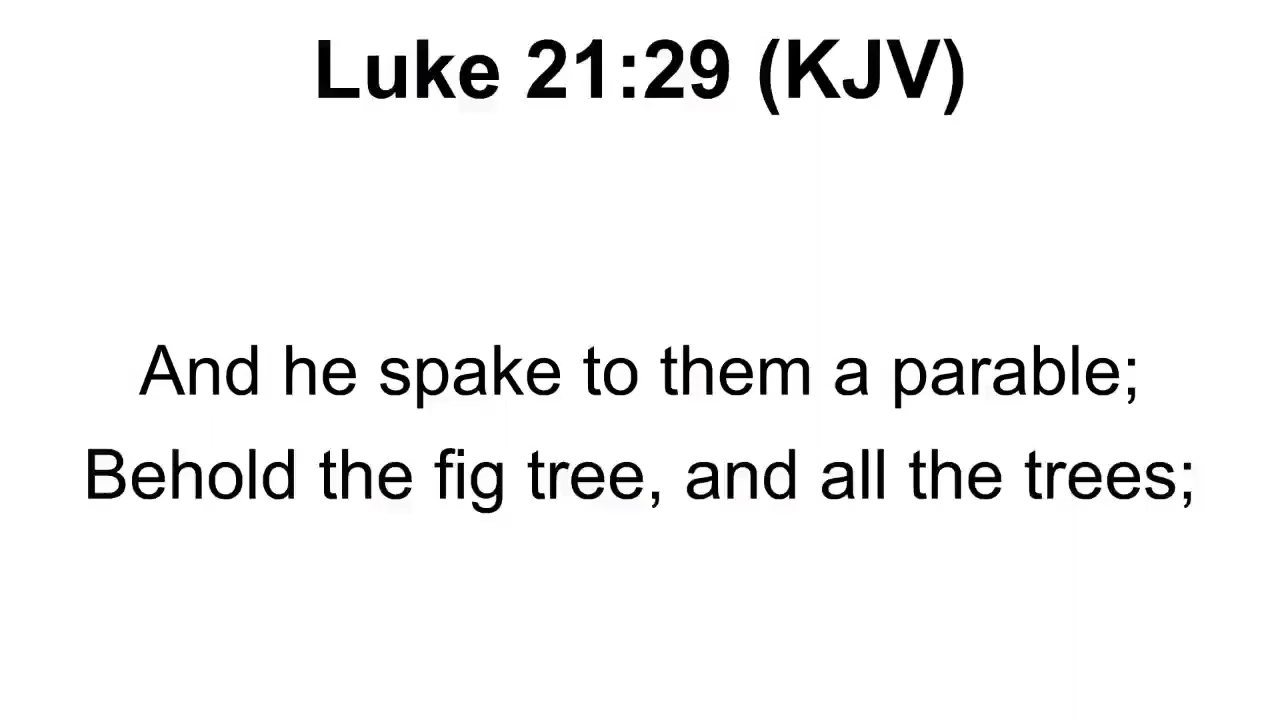 Luke 21:29 (KJV)
And he spake to them a parable;
Behold the fig tree, and all the trees;